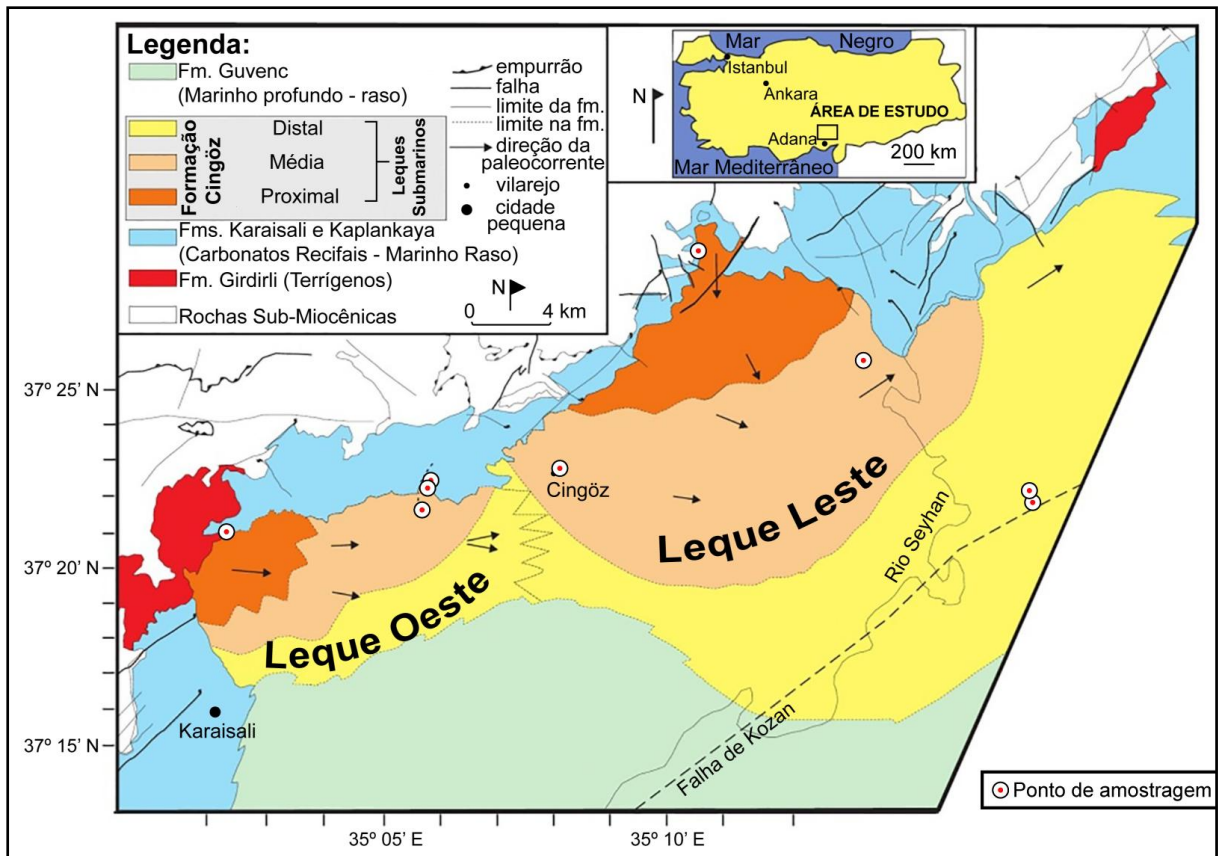 Legenda:
Fm. Guvenc
(Marinho profundo - raso)
Formação
Cingöz
Distal
Média
Proximal
Leques
Submarinos
Fms. Karaisali e Kaplankaya
(Carbonatos Recifais - Marinho Raso)
Fm. Girdirli (Terrígenos)
Rochas Sub-Miocênicas
empurrão
falha
limite da fm.
limite na fm.
direção da
paleocorrente
vilarejo
cidade
pequena
N
0 4 km
Mar Negro
Istanbul
Ankara
N
ÁREA DE ESTUDO
Adana
200 km
Mar Mediterrâneo
37º 25' N
37º 20' N
37º 15' N
Cingöz
Leque Leste
Leque Oeste
Rio Seyhan
Falha de Kozan
Karaisali
Ponto de amostragem
35º 05' E
35º 10' E